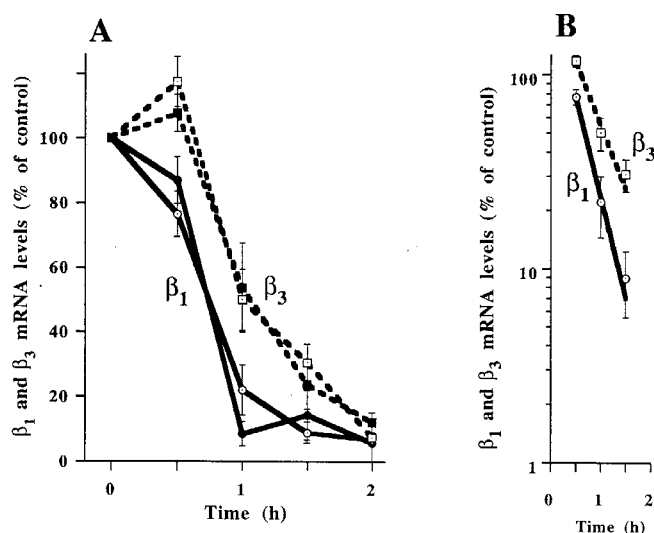 A
β₁ and β₃ mRNA levels (% of control)
100
80
60
40
20
0
β₁
β₃
0
1
2
Time (h)
B
β₁ and β₃ mRNA levels (% of control)
100
10
1
β₃
β₁
0
1
2
Time (h)